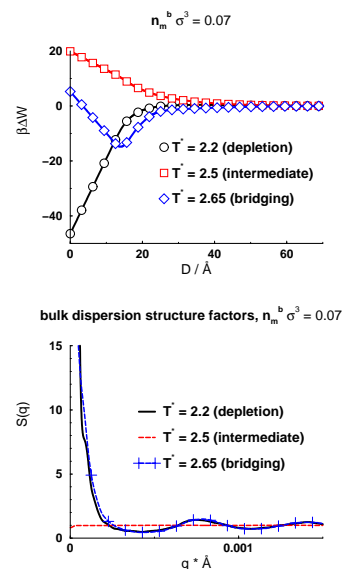 n_m^b σ^3 = 0.07
20
0
-20
-40
βΔW
T* = 2.2 (depletion)
T* = 2.5 (intermediate)
T* = 2.65 (bridging)
0 20 40 60
D / Å
bulk dispersion structure factors, n_m^b σ^3 = 0.07
15
10
5
0
S(q)
T* = 2.2 (depletion)
T* = 2.5 (intermediate)
T* = 2.65 (bridging)
0 0.001
q * Å